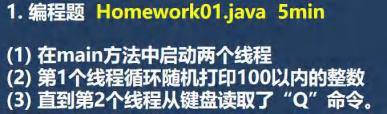 1. 编程题 Homework01.java 5min
(1) 在main方法中启动两个线程
(2) 第1个线程循环随机打印100以内的整数
(3) 直到第2个线程从键盘读取了“Q”命令。